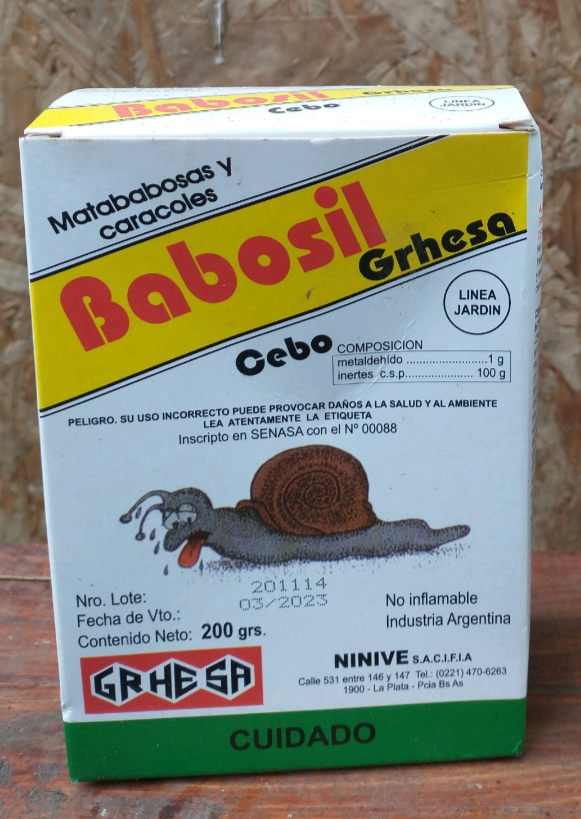 Babosil
Grhesa
Cebo
LINEA
JARDIN
Matababosas y
caracoles
Babosil
Grhesa
LINEA
JARDIN
Cebo
COMPOSICION
metaldehído.......................1 g
inertes c.s.p................... 100 g
PELIGRO. SU USO INCORRECTO PUEDE PROVOCAR DAÑOS A LA SALUD Y AL AMBIENTE
LEA ATENTAMENTE LA ETIQUETA
Inscripto en SENASA con el Nº 00088
Nro. Lote: 201114
Fecha de Vto.: 03/2023
Contenido Neto: 200 grs.
No inflamable
Industria Argentina
GRHESA
NINIVE S.A.C.I.F.I.A
Calle 531 entre 146 y 147 Tel.: (0221) 470-6263
1900 - La Plata - Pcia Bs As
CUIDADO